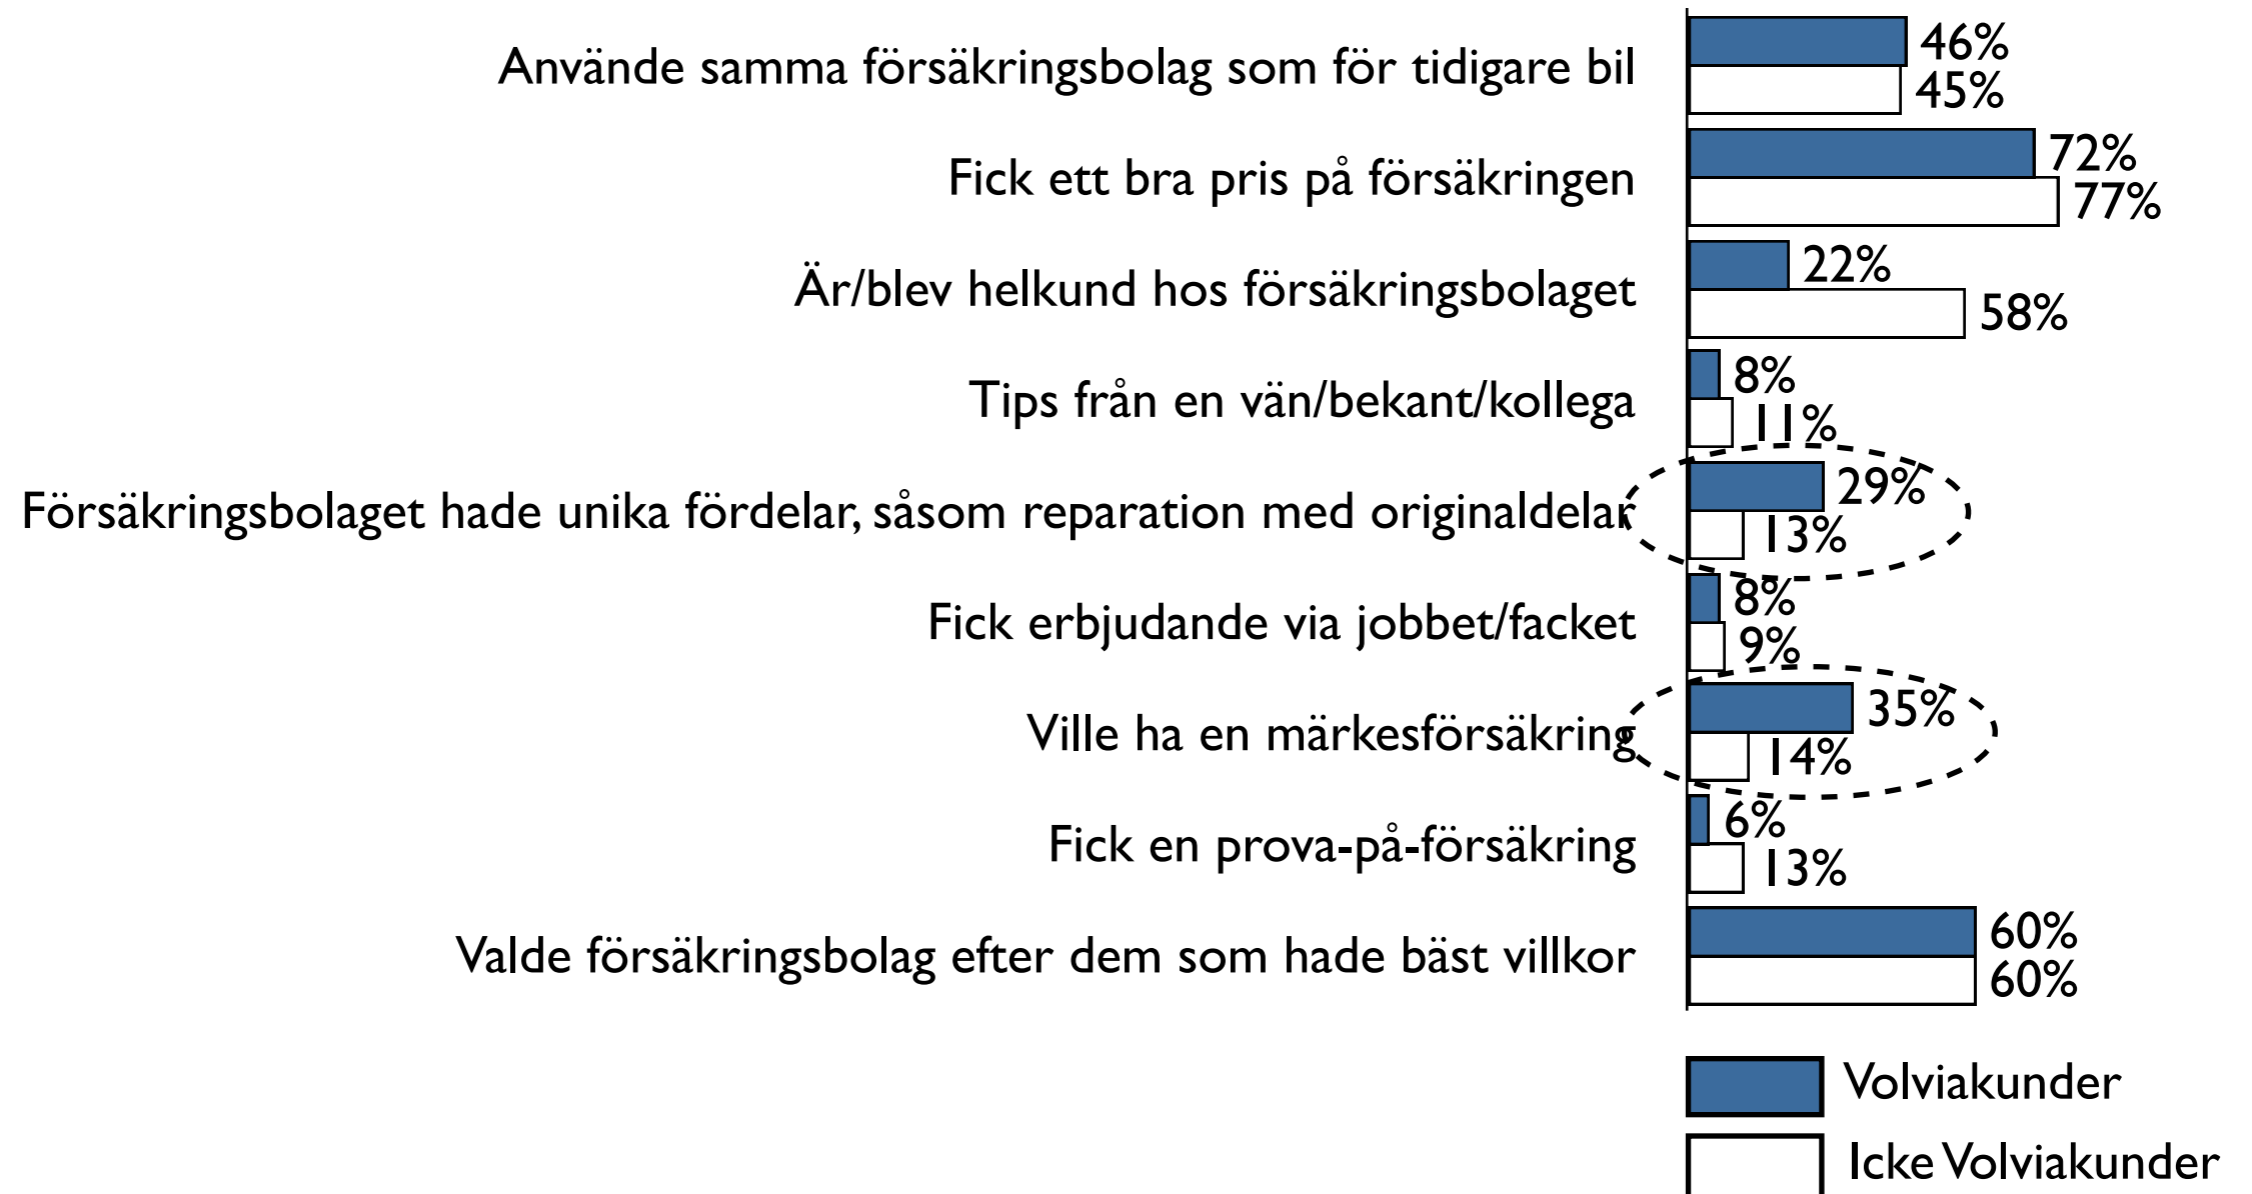 Använde samma försäkringsbolag som för tidigare bil
46%
45%
Fick ett bra pris på försäkringen
72%
77%
Är/blev helkund hos försäkringsbolaget
22%
58%
Tips från en vän/bekant/kollega
8%
11%
Försäkringsbolaget hade unika fördelar, såsom reparation med originaldelar
29%
13%
Fick erbjudande via jobbet/facket
8%
9%
Ville ha en märkesförsäkring
35%
14%
Fick en prova-på-försäkring
6%
13%
Valde försäkringsbolag efter dem som hade bäst villkor
60%
60%
Volviakunder
Icke Volviakunder